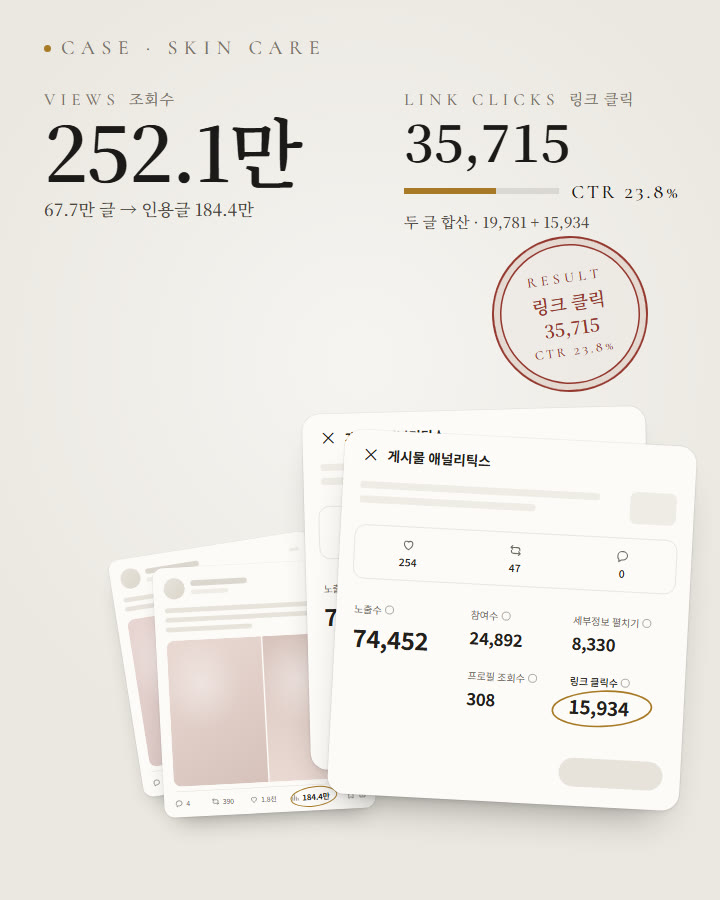 CASE · SKIN CARE
VIEWS 조회수
252.1만
67.7만 글 → 인용글 184.4만
LINK CLICKS 링크 클릭
35,715
CTR 23.8%
두 글 합산 · 19,781 + 15,934
RESULT
링크 클릭
35,715
CTR 23.8%
게시물 애널리틱스
254
47
0
노출수
74,452
참여수
24,892
세부정보 펼치기
8,330
프로필 조회수
308
링크 클릭수
15,934
4
390
1.8천
184.4만